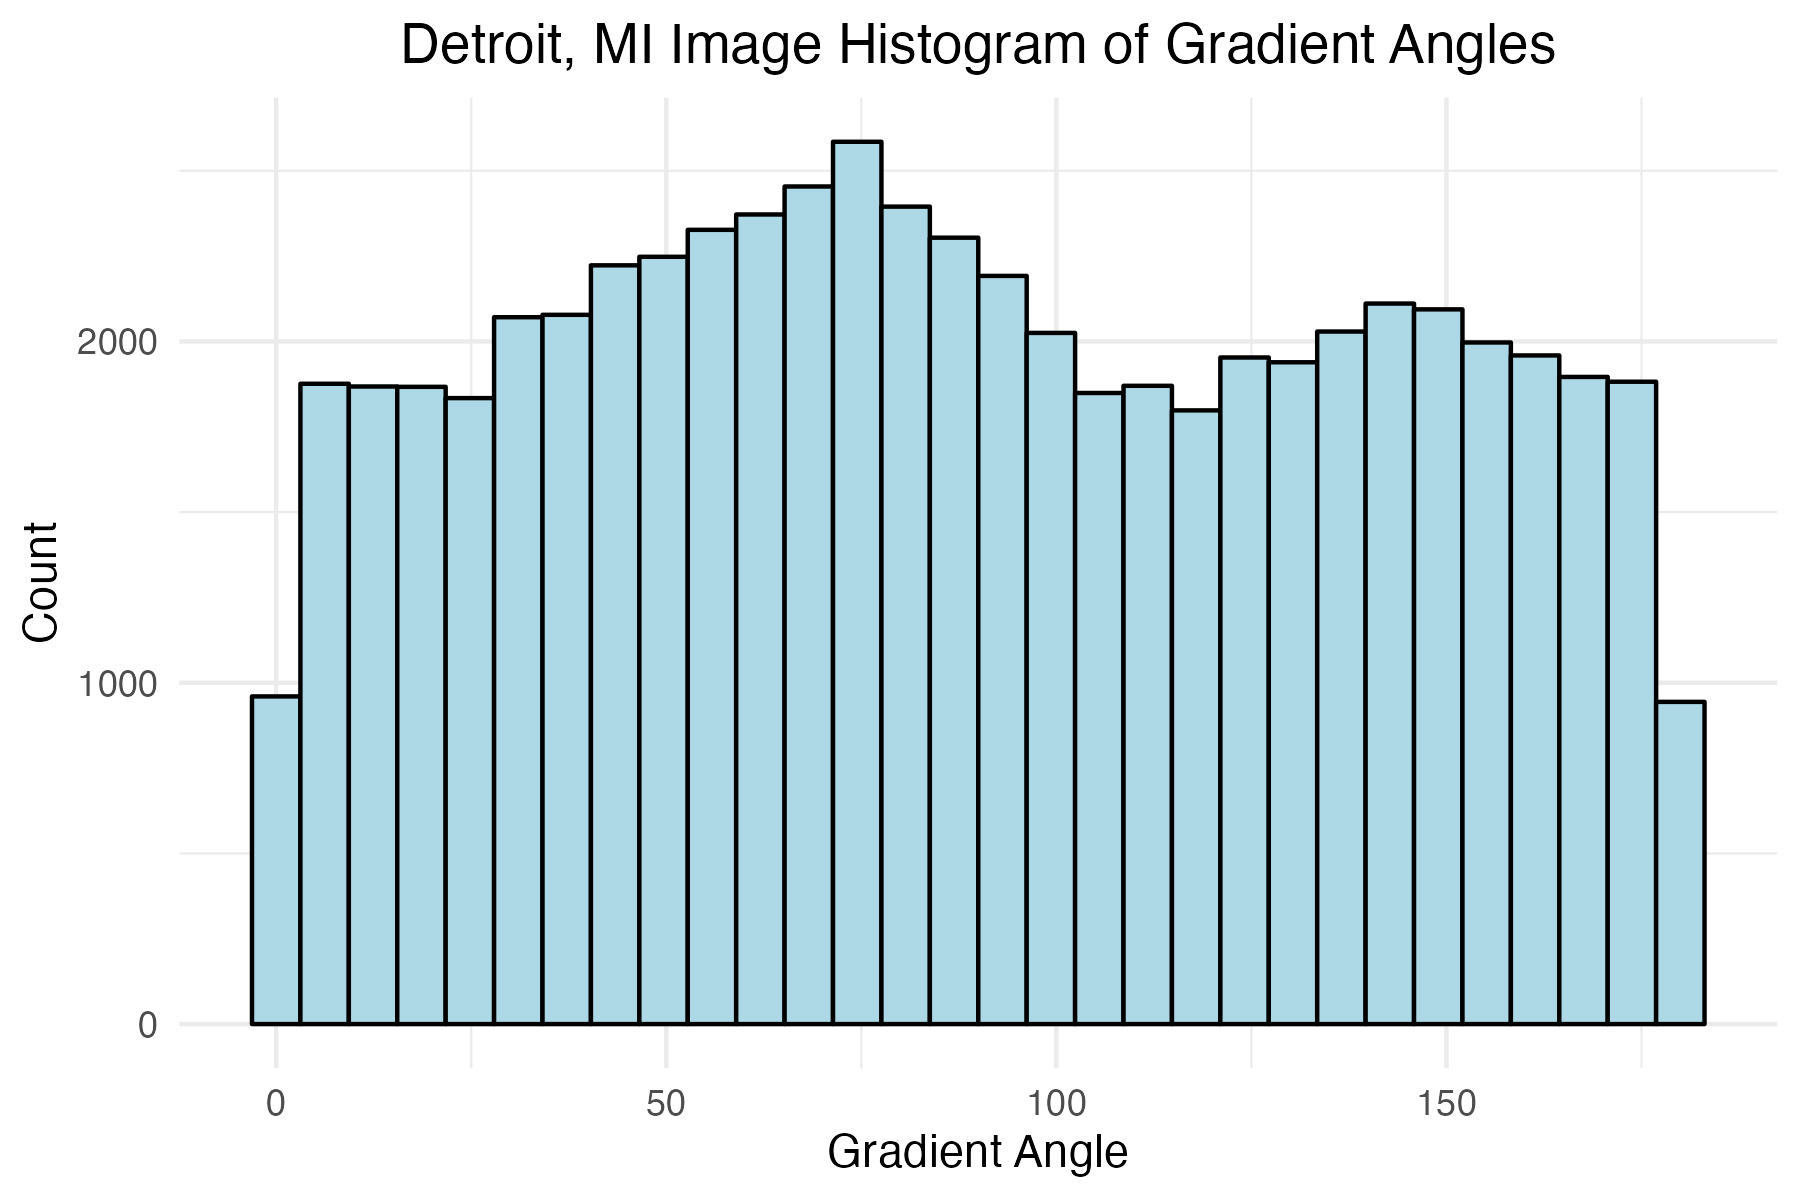 Detroit, MI Image Histogram of Gradient Angles
Count
2000
1000
0
0 50 100 150
Gradient Angle